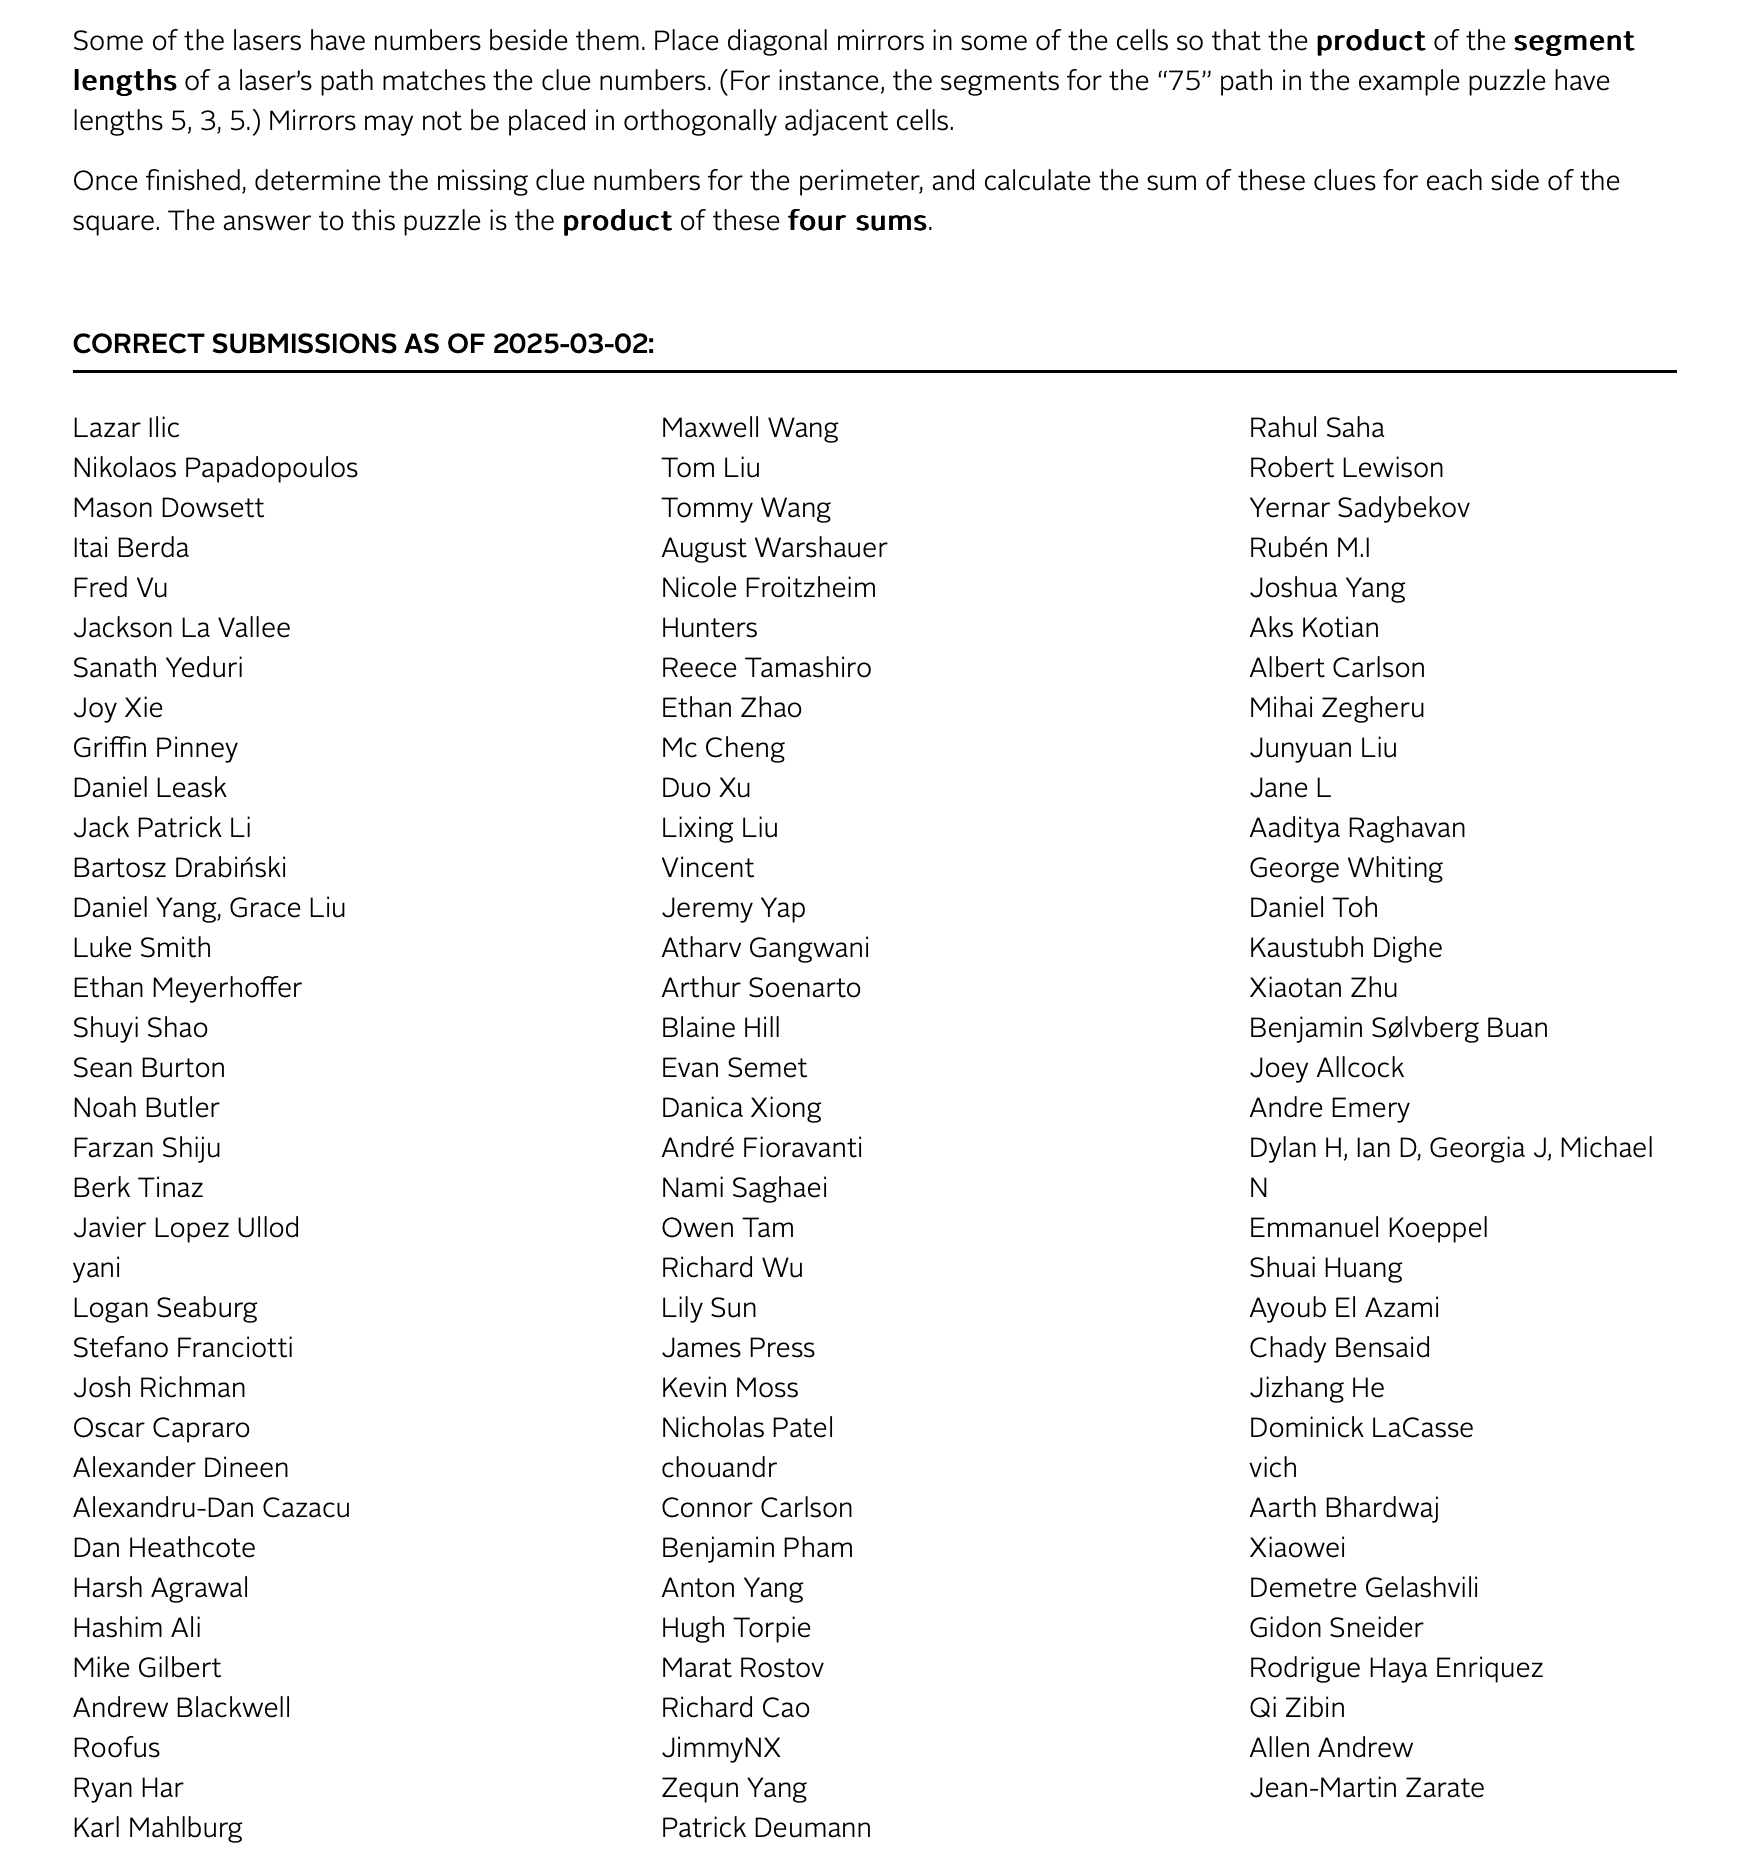 Some of the lasers have numbers beside them. Place diagonal mirrors in some of the cells so that the product of the segment
lengths of a laser’s path matches the clue numbers. (For instance, the segments for the “75” path in the example puzzle have
lengths 5, 3, 5.) Mirrors may not be placed in orthogonally adjacent cells.
Once finished, determine the missing clue numbers for the perimeter, and calculate the sum of these clues for each side of the
square. The answer to this puzzle is the product of these four sums.
CORRECT SUBMISSIONS AS OF 2025-03-02:
Lazar Ilic
Nikolaos Papadopoulos
Mason Dowsett
Itai Berda
Fred Vu
Jackson La Vallee
Sanath Yeduri
Joy Xie
Griffin Pinney
Daniel Leask
Jack Patrick Li
Bartosz Drabiński
Daniel Yang, Grace Liu
Luke Smith
Ethan Meyerhoffer
Shuyi Shao
Sean Burton
Noah Butler
Farzan Shiju
Berk Tinaz
Javier Lopez Ullod
yani
Logan Seaburg
Stefano Franciotti
Josh Richman
Oscar Capraro
Alexander Dineen
Alexandru-Dan Cazacu
Dan Heathcote
Harsh Agrawal
Hashim Ali
Mike Gilbert
Andrew Blackwell
Roofus
Ryan Har
Karl Mahlburg
Maxwell Wang
Tom Liu
Tommy Wang
August Warshauer
Nicole Froitzheim
Hunters
Reece Tamashiro
Ethan Zhao
Mc Cheng
Duo Xu
Lixing Liu
Vincent
Jeremy Yap
Atharv Gangwani
Arthur Soenarto
Blaine Hill
Evan Semet
Danica Xiong
André Fioravanti
Nami Saghaei
Owen Tam
Richard Wu
Lily Sun
James Press
Kevin Moss
Nicholas Patel
chouandr
Connor Carlson
Benjamin Pham
Anton Yang
Hugh Torpie
Marat Rostov
Richard Cao
JimmyNX
Zequn Yang
Patrick Deumann
Rahul Saha
Robert Lewison
Yernar Sadybekov
Rubén M.I
Joshua Yang
Aks Kotian
Albert Carlson
Mihai Zegheru
Junyuan Liu
Jane L
Aaditya Raghavan
George Whiting
Daniel Toh
Kaustubh Dighe
Xiaotan Zhu
Benjamin Sølvberg Buan
Joey Allcock
Andre Emery
Dylan H, Ian D, Georgia J, Michael
N
Emmanuel Koeppel
Shuai Huang
Ayoub El Azami
Chady Bensaid
Jizhang He
Dominick LaCasse
vich
Aarth Bhardwaj
Xiaowei
Demetre Gelashvili
Gidon Sneider
Rodrigue Haya Enriquez
Qi Zibin
Allen Andrew
Jean-Martin Zarate